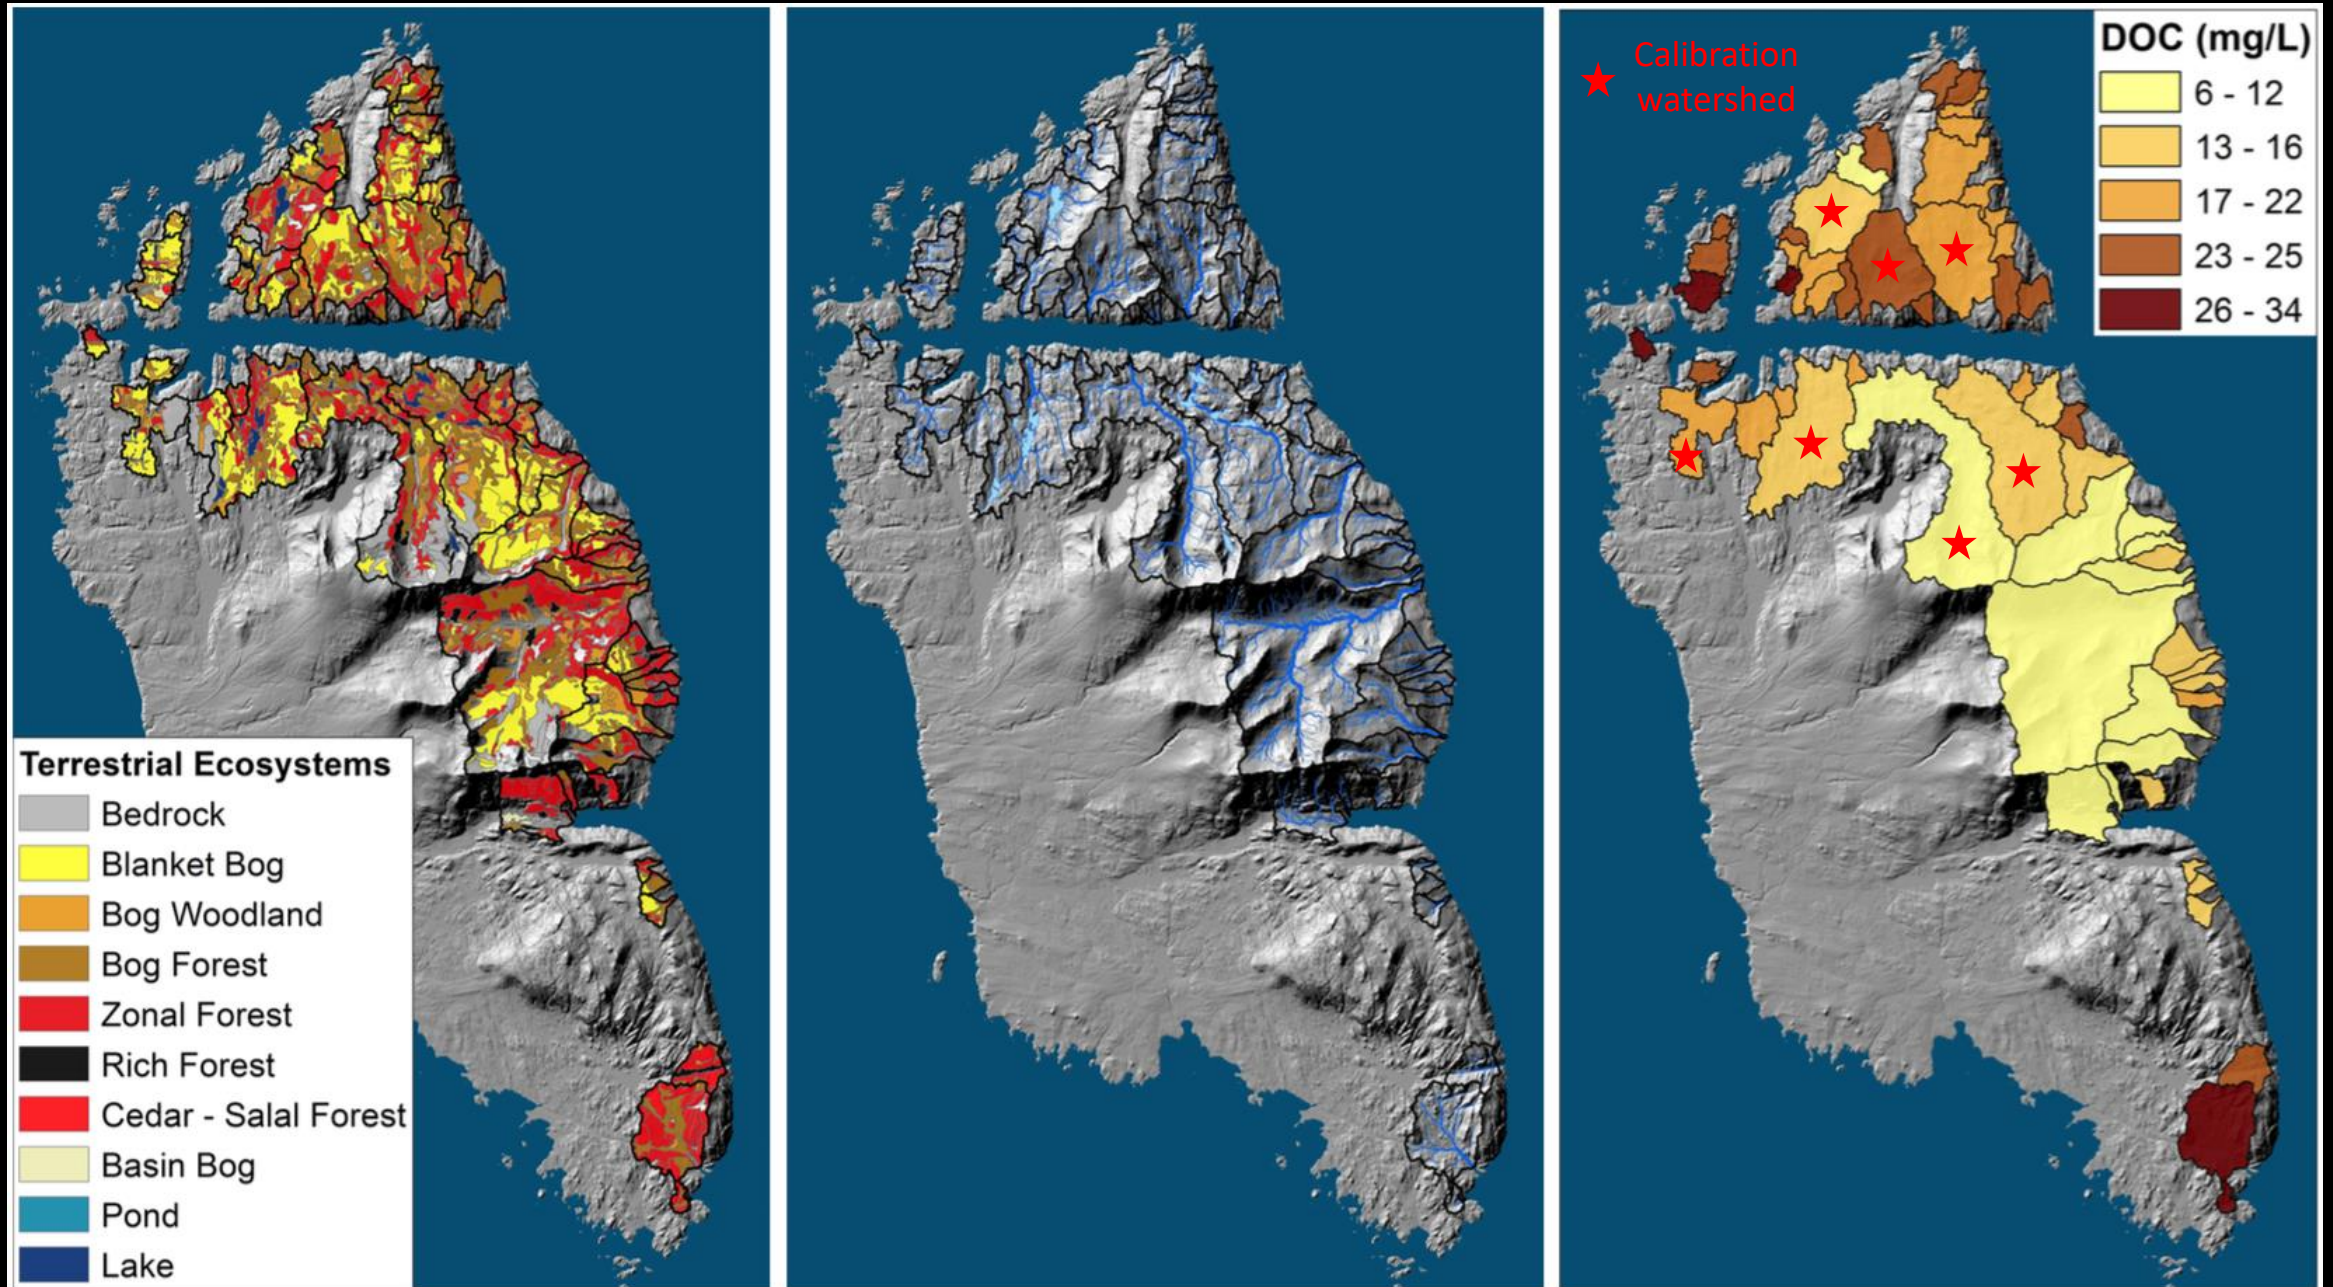 Terrestrial Ecosystems
Bedrock
Blanket Bog
Bog Woodland
Bog Forest
Zonal Forest
Rich Forest
Cedar - Salal Forest
Basin Bog
Pond
Lake
Calibration
watershed
DOC (mg/L)
6 - 12
13 - 16
17 - 22
23 - 25
26 - 34